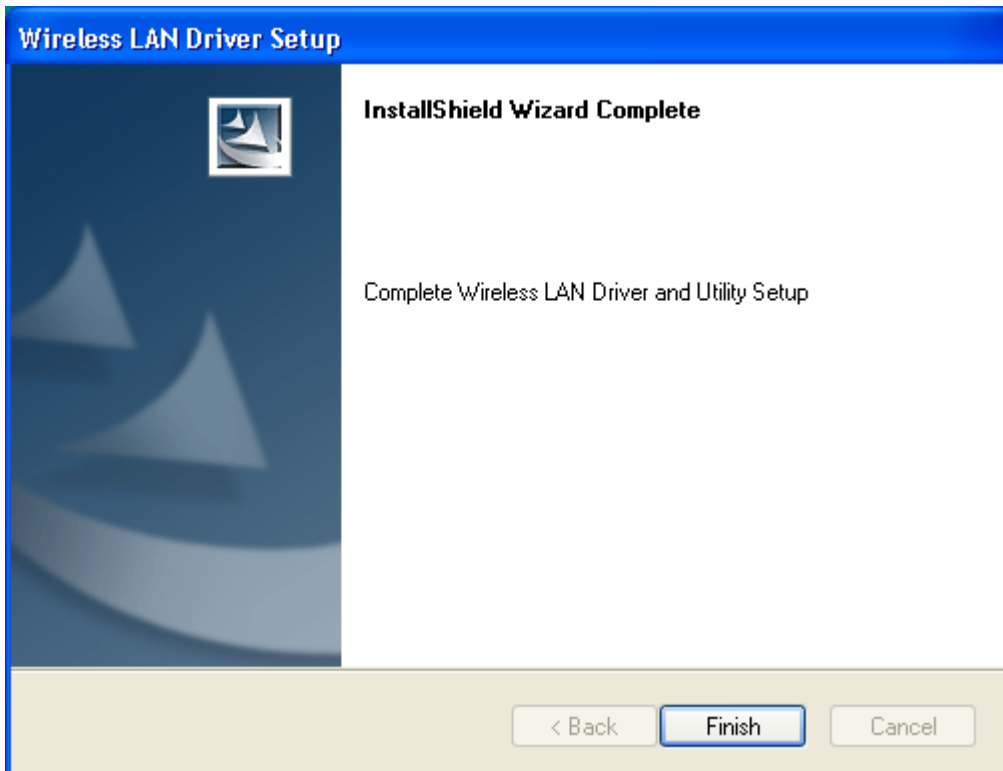 Wireless LAN Driver Setup
InstallShield Wizard Complete
Complete Wireless LAN Driver and Utility Setup
< Back Finish Cancel